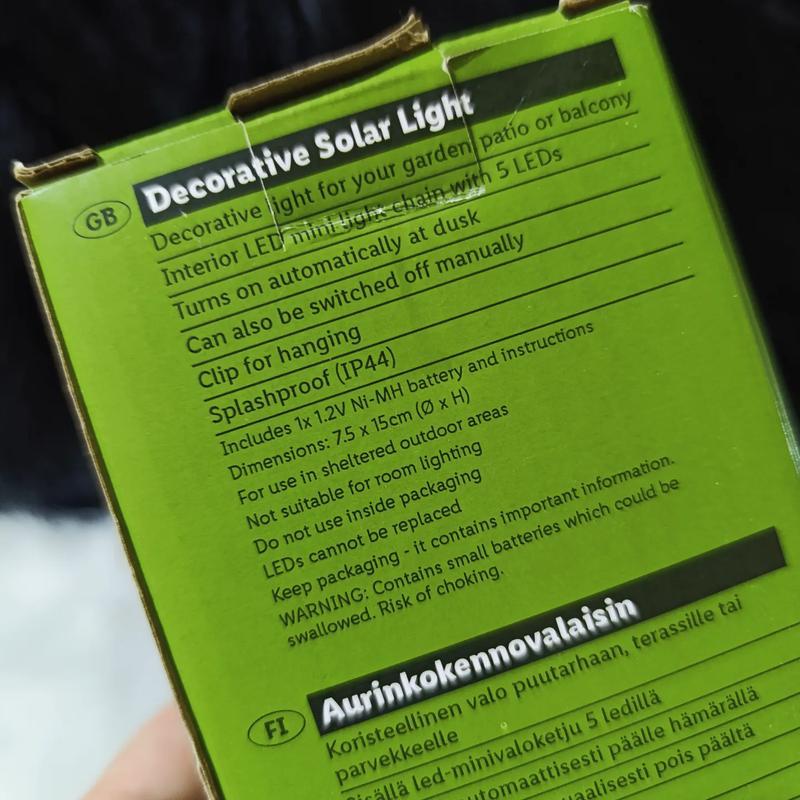 GB
Decorative Solar Light
Decorative light for your garden, patio or balcony
Interior LED mini light chain with 5 LEDs
Turns on automatically at dusk
Can also be switched off manually
Clip for hanging
Splashproof (IP44)
Includes 1x 1.2V Ni-MH battery and instructions
Dimensions: 7.5 x 15cm (Ø x H)
For use in sheltered outdoor areas
Not suitable for room lighting
Do not use inside packaging
LEDs cannot be replaced
Keep packaging - it contains important information.
WARNING: Contains small batteries which could be
swallowed. Risk of choking.
FI
Aurinkokennovalaisin
Koristeellinen valo puutarhaan, terassille tai
parvekkeelle
Sisällä led-minivaloketju 5 ledillä
automaattisesti päälle hämärällä
pois päältä